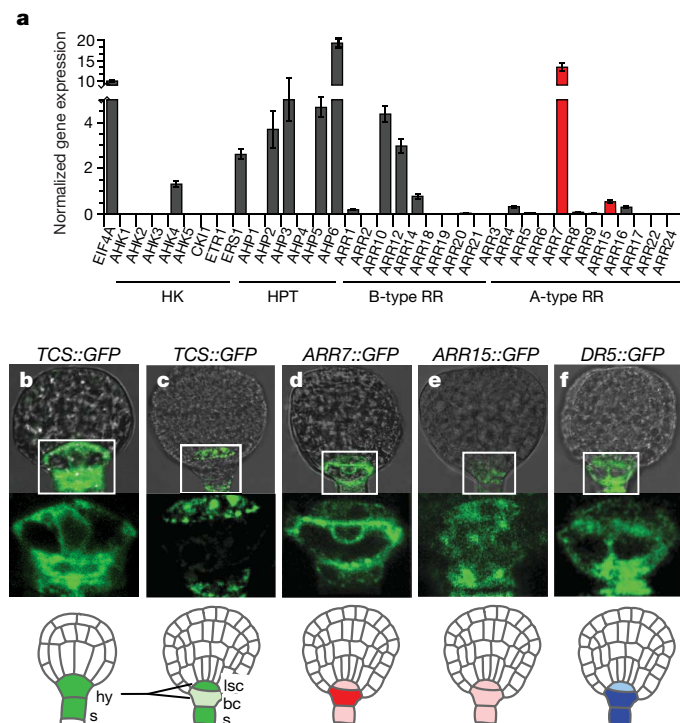 a
Normalized gene expression
20
15
10
5
4
2
0
EIF4A AHK1 AHK2 AHK3 AHK4 AHK5 CKI1 ETR1 ERS1 AHP1 AHP2 AHP3 AHP4 AHP5 AHP6 ARR1 ARR2 ARR10 ARR12 ARR14 ARR18 ARR19 ARR20 ARR21 ARR3 ARR4 ARR5 ARR6 ARR7 ARR8 ARR9 ARR15 ARR16 ARR17 ARR22 ARR24
HK HPT B-type RR A-type RR
TCS::GFP TCS::GFP ARR7::GFP ARR15::GFP DR5::GFP
b c d e f
hy lsc
bc
s s